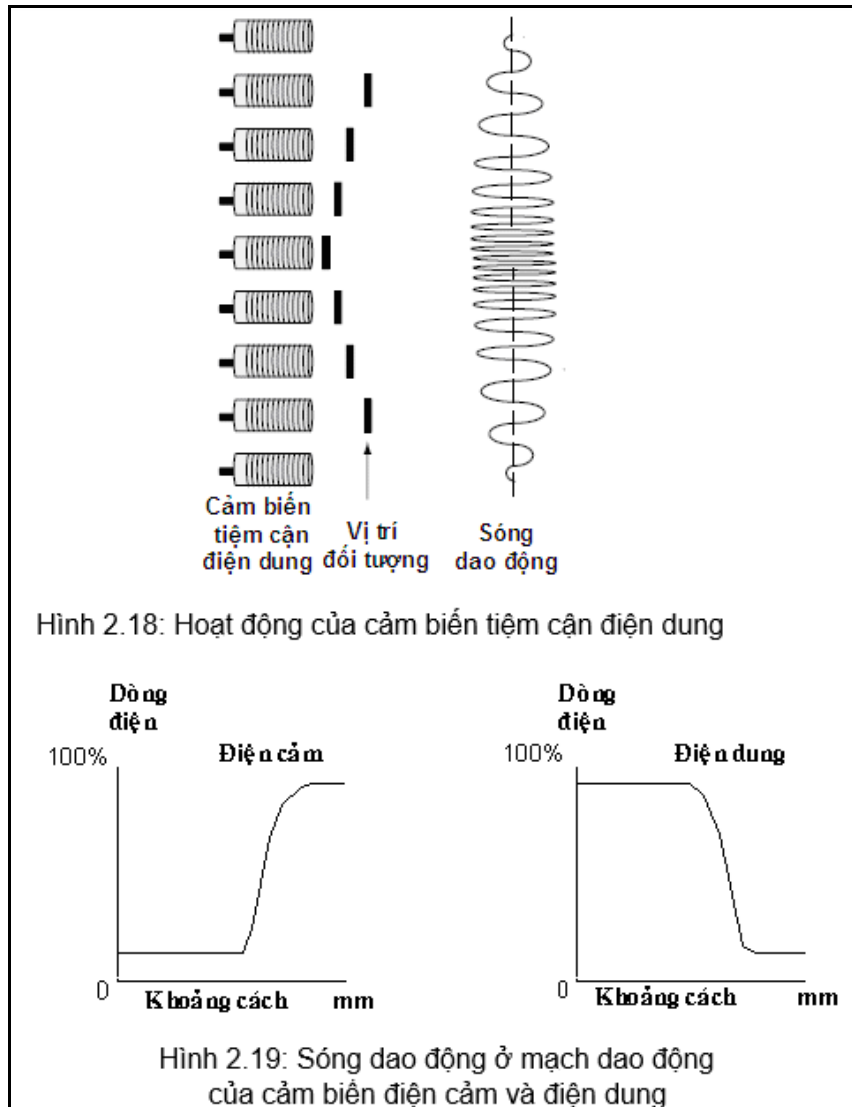 Cảm biến
tiệm cận
điện dung
Vị trí
đối tượng
Sóng
dao động
Hình 2.18: Hoạt động của cảm biến tiệm cận điện dung
Dòng
điện
100%
Điện cảm
0
Khoảng cách
mm
Dòng
điện
100%
Điện dung
0
Khoảng cách
mm
Hình 2.19: Sóng dao động ở mạch dao động
của cảm biến điện cảm và điện dung